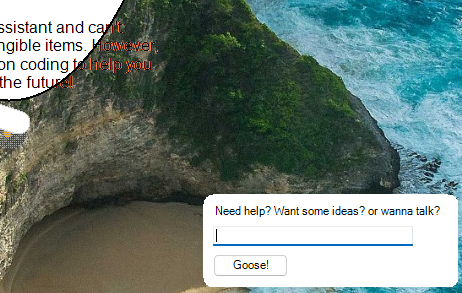 ssistant and can't
ngible items. However
on coding to help you
the future!
Need help? Want some ideas? or wanna talk?
Goose!